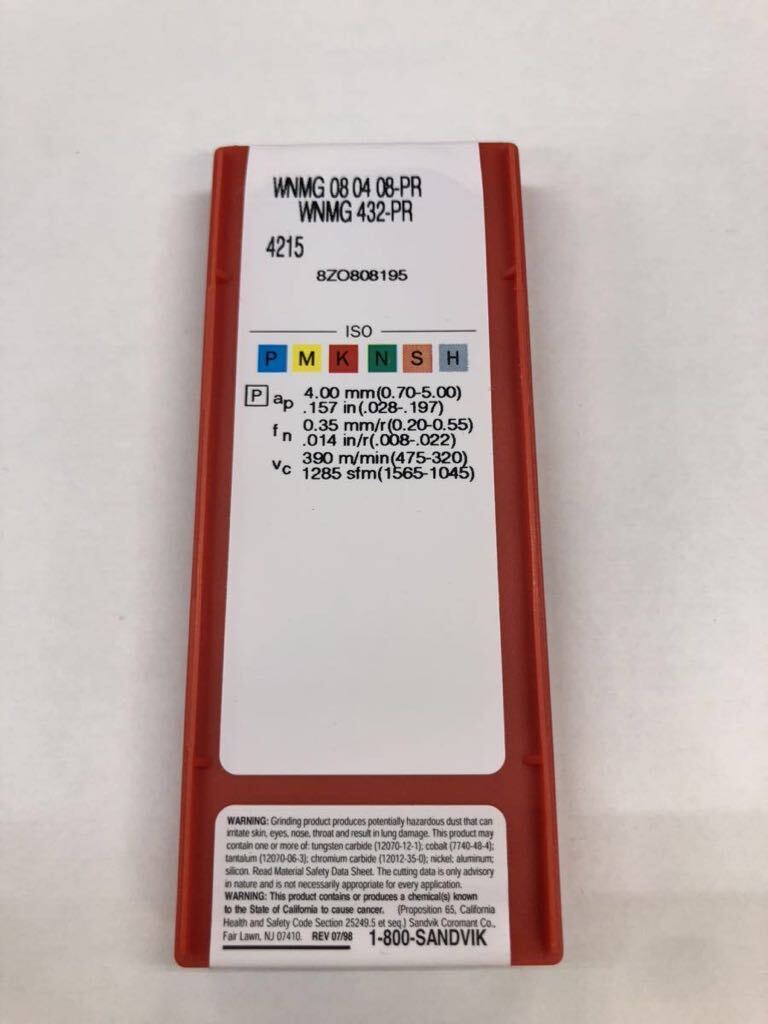 WNMG 08 04 08-PR
WNMG 432-PR
4215
8ZO808195
ISO
P M K N S H
P ap 4.00 mm(0.70-5.00)
.157 in(.028-.197)
fn 0.35 mm/r(0.20-0.55)
.014 in/r(.008-.022)
vc 390 m/min(475-320)
1285 sfm(1565-1045)
WARNING: Grinding product produces potentially hazardous dust that can
irritate skin, eyes, nose, throat and result in lung damage. This product may
contain one or more of: tungsten carbide (12070-12-1); cobalt (7740-48-4);
tantalum (12070-06-3); chromium carbide (12012-35-0); nickel; aluminum;
silicon. Read Material Safety Data Sheet. The cutting data is only advisory
in nature and is not necessarily appropriate for every application.
WARNING: This product contains or produces a chemical(s) known
to the State of California to cause cancer. (Proposition 65, California
Health and Safety Code Section 25249.5 et seq.) Sandvik Coromant Co.,
Fair Lawn, NJ 07410. REV 07/98 1-800-SANDVIK